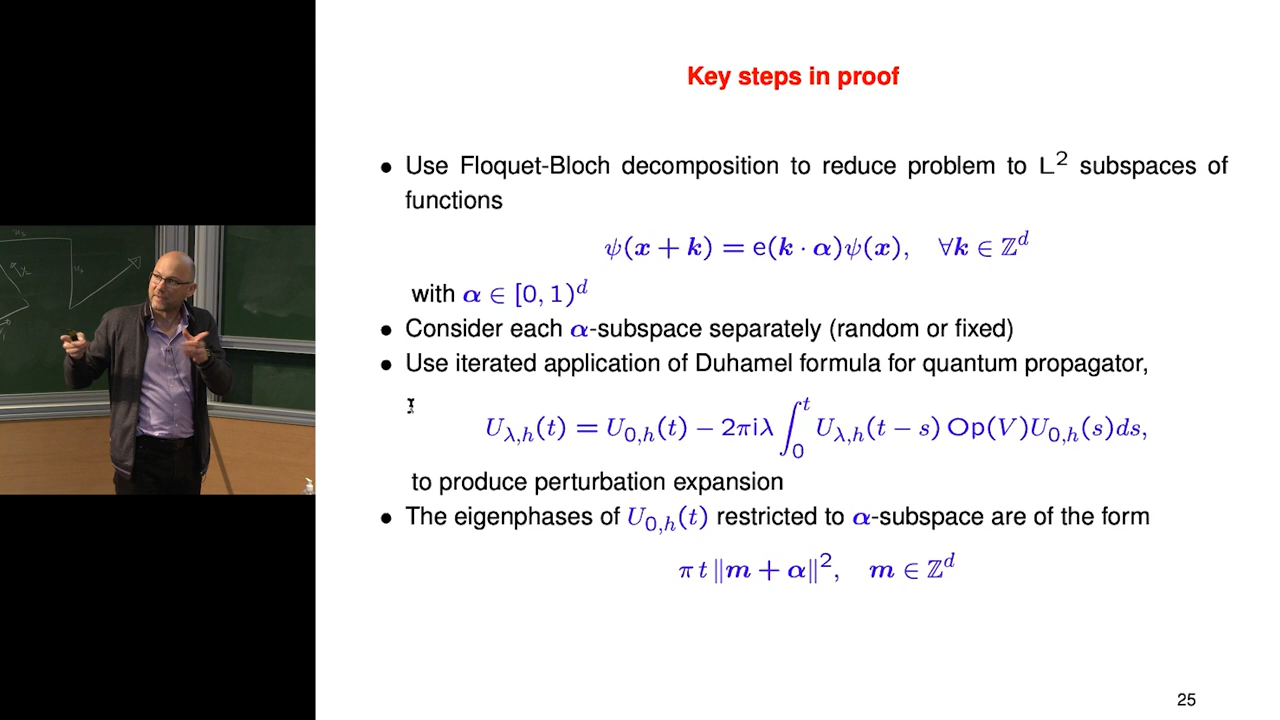 Key steps in proof
• Use Floquet-Bloch decomposition to reduce problem to L² subspaces of
functions
ψ(x + k) = e(k · α)ψ(x), ∀k ∈ ℤᵈ
with α ∈ [0, 1)ᵈ
• Consider each α-subspace separately (random or fixed)
• Use iterated application of Duhamel formula for quantum propagator,
U_{λ,h}(t) = U_{0,h}(t) − 2πiλ ∫₀ᵗ U_{λ,h}(t − s) Op(V)U_{0,h}(s)ds,
to produce perturbation expansion
• The eigenphases of U_{0,h}(t) restricted to α-subspace are of the form
π t‖m + α‖², m ∈ ℤᵈ
25